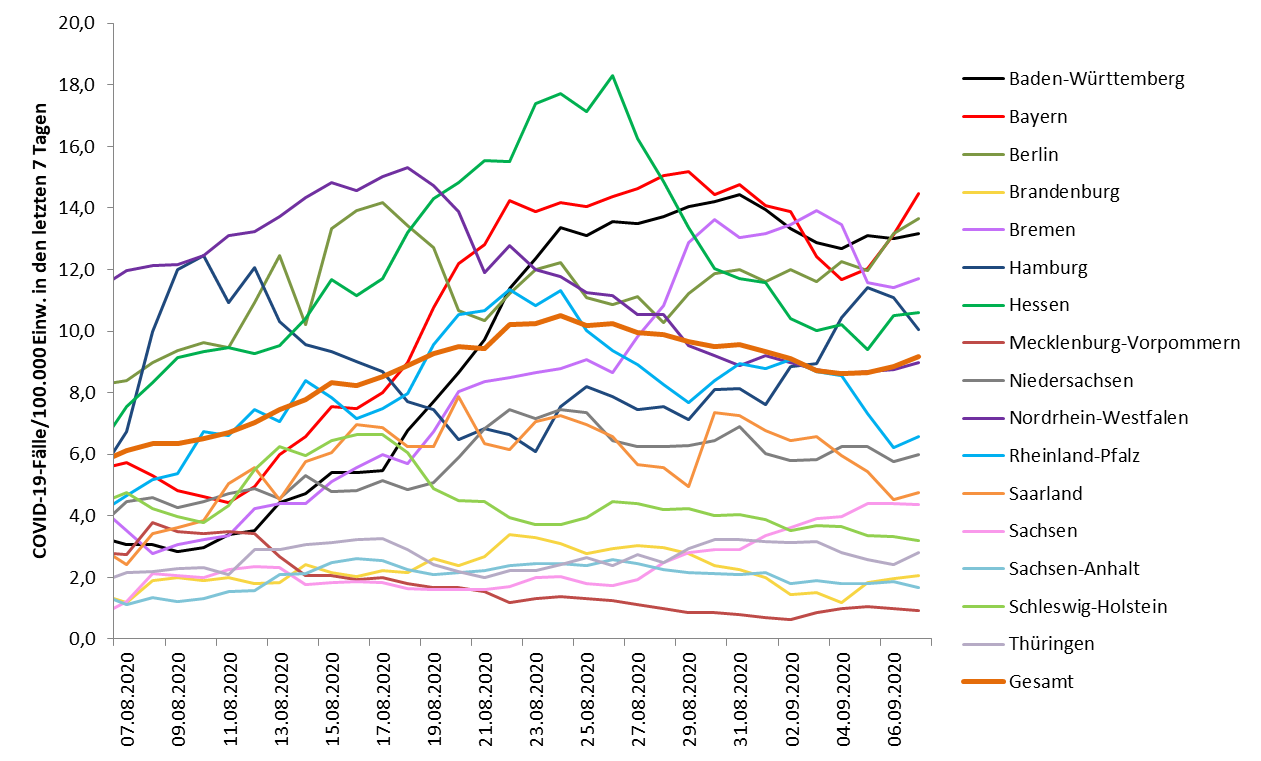 COVID-19-Fälle/100.000 Einw. in den letzten 7 Tagen
20,0
18,0
16,0
14,0
12,0
10,0
8,0
6,0
4,0
2,0
0,0
07.08.2020
09.08.2020
11.08.2020
13.08.2020
15.08.2020
17.08.2020
19.08.2020
21.08.2020
23.08.2020
25.08.2020
27.08.2020
29.08.2020
31.08.2020
02.09.2020
04.09.2020
06.09.2020
Baden-Württemberg
Bayern
Berlin
Brandenburg
Bremen
Hamburg
Hessen
Mecklenburg-Vorpommern
Niedersachsen
Nordrhein-Westfalen
Rheinland-Pfalz
Saarland
Sachsen
Sachsen-Anhalt
Schleswig-Holstein
Thüringen
Gesamt